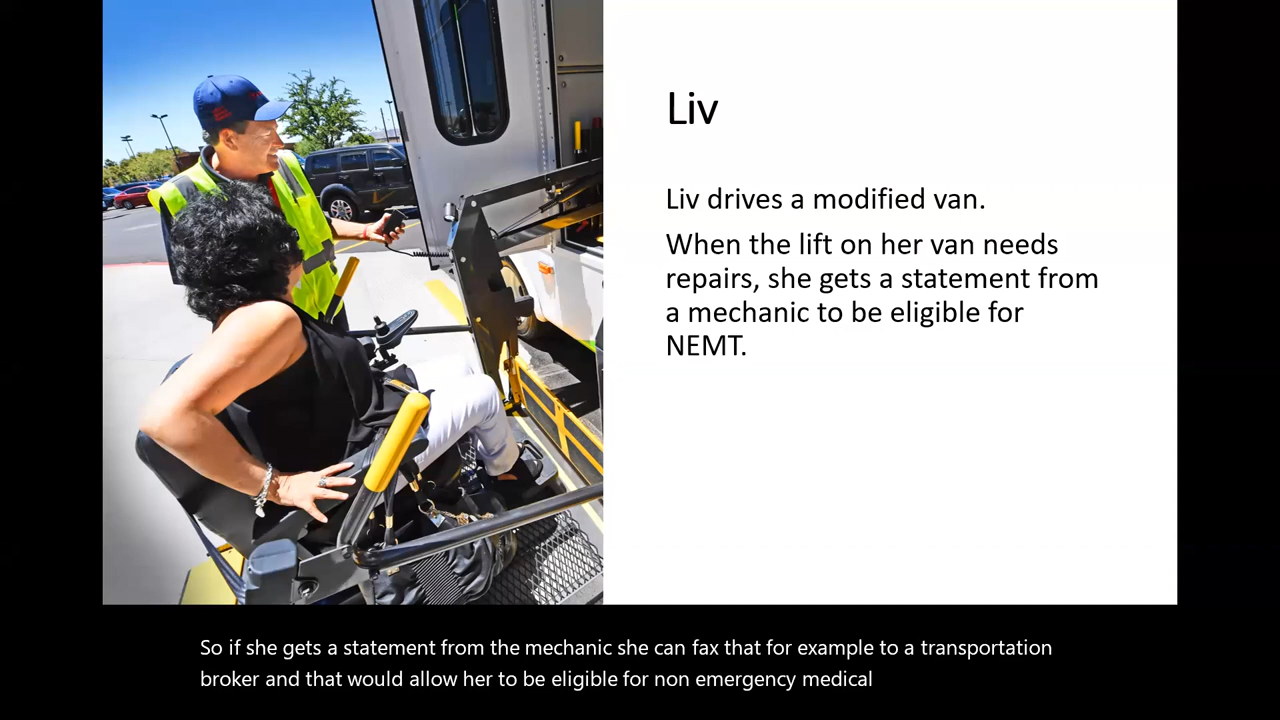 Liv
Liv drives a modified van.
When the lift on her van needs
repairs, she gets a statement from
a mechanic to be eligible for
NEMT.
So if she gets a statement from the mechanic she can fax that for example to a transportation
broker and that would allow her to be eligible for non emergency medical